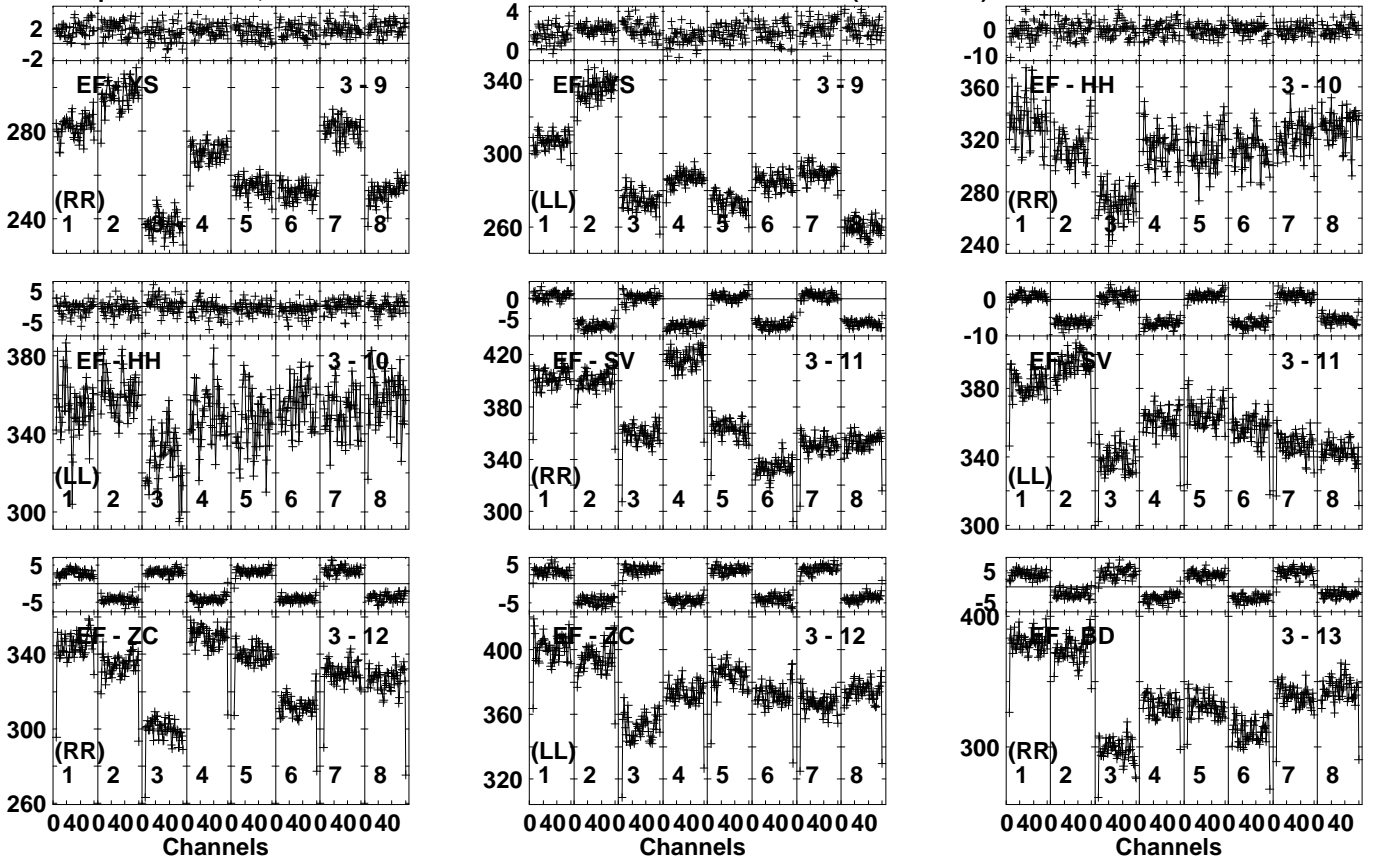 2
-2
EF - YS 3 - 9
280
240
(RR)
1 2 3 4 5 6 7 8
4
0
EF - YS 3 - 9
340
300
260
(LL)
1 2 3 4 5 6 7 8
0
-10
EF - HH 3 - 10
360
320
280
240
(RR)
1 2 3 4 5 6 7 8
5
-5
EF - HH 3 - 10
380
340
300
(LL)
1 2 3 4 5 6 7 8
0
-5
EF - SV 3 - 11
420
380
340
300
(RR)
1 2 3 4 5 6 7 8
0
-10
EF - SV 3 - 11
380
340
300
(LL)
1 2 3 4 5 6 7 8
5
-5
EF - ZC 3 - 12
340
300
260
(RR)
1 2 3 4 5 6 7 8
0 40 0 40 0 40 0 40 0 40 0 40 0 40 0 40
Channels
5
-5
EF - ZC 3 - 12
400
360
320
(LL)
1 2 3 4 5 6 7 8
0 40 0 40 0 40 0 40 0 40 0 40 0 40 0 40
Channels
5
-5
EF - BD 3 - 13
400
300
(RR)
1 2 3 4 5 6 7 8
0 40 0 40 0 40 0 40 0 40 0 40 0 40 0 40
Channels